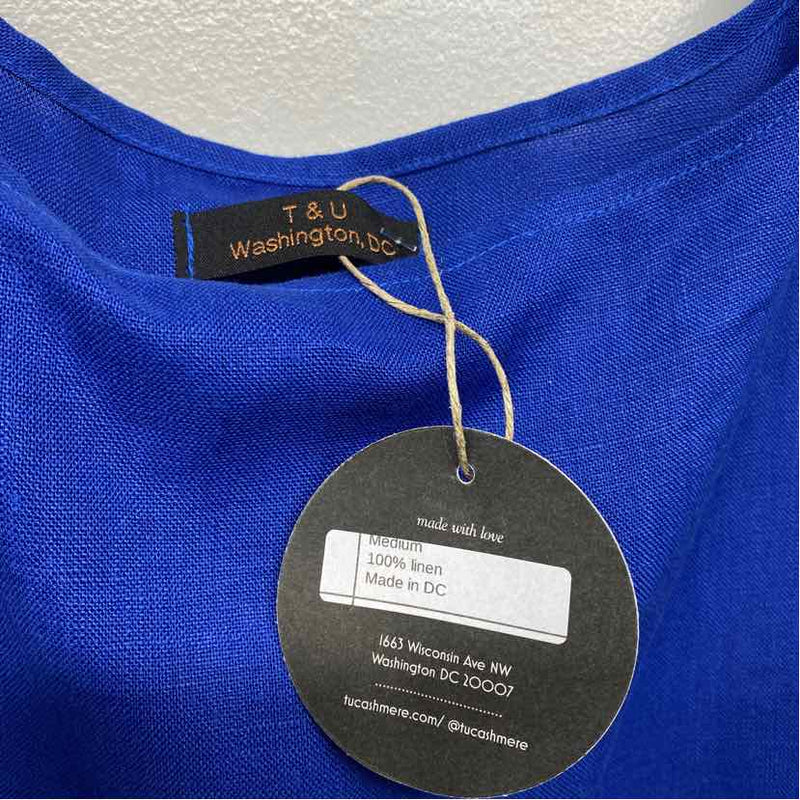 T & U
Washington, DC
made with love
Medium
100% linen
Made in DC
1663 Wisconsin Ave NW
Washington DC 20007
tucashmere.com/ @tucashmere